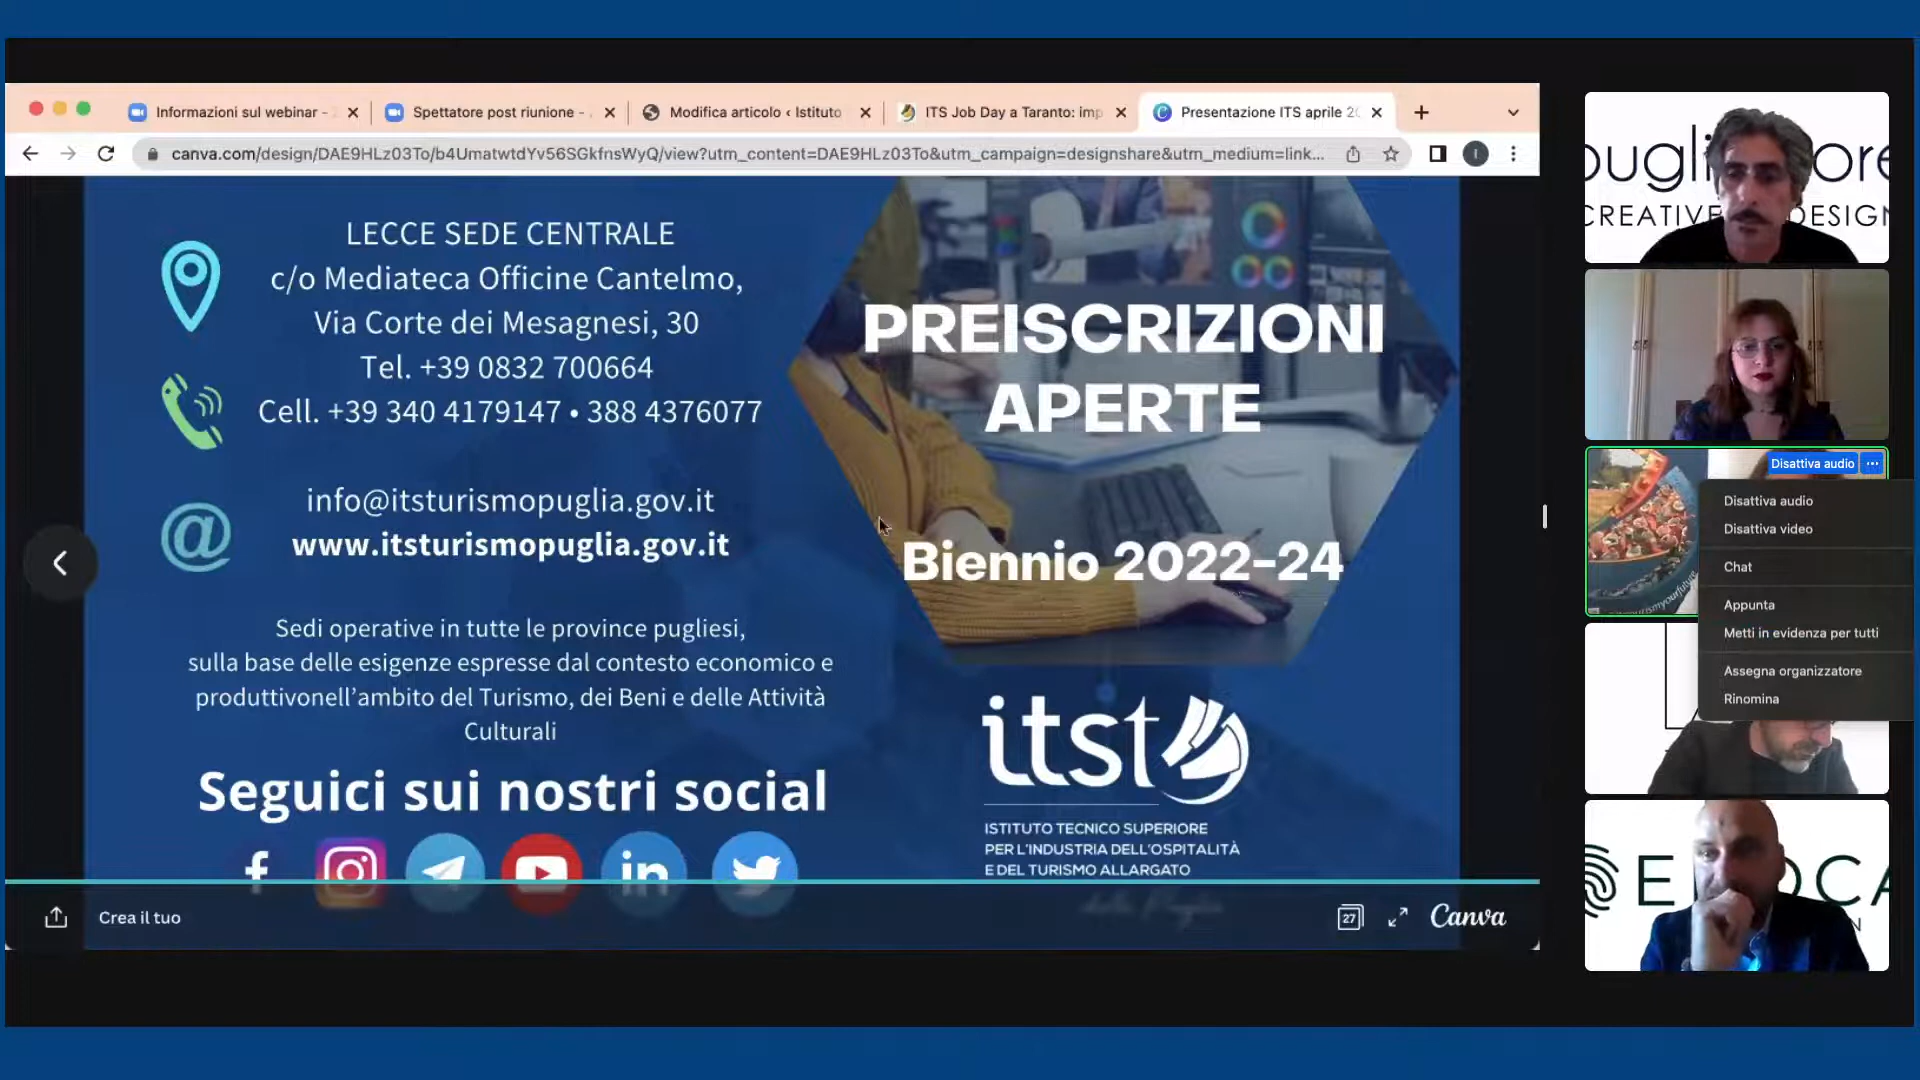 Informazioni sul webinar -
Spettatore post riunione -
Modifica articolo ‹ Istituto
ITS Job Day a Taranto: imp
Presentazione ITS aprile 20
canva.com/design/DAE9HLz03To/b4UmatwtdYv56SGkfnsWyQ/view?utm_content=DAE9HLz03To&utm_campaign=designshare&utm_medium=link...
LECCE SEDE CENTRALE
c/o Mediateca Officine Cantelmo,
Via Corte dei Mesagnesi, 30
Tel. +39 0832 700664
Cell. +39 340 4179147 • 388 4376077
info@itsturismopuglia.gov.it
www.itsturismopuglia.gov.it
Sedi operative in tutte le province pugliesi,
sulla base delle esigenze espresse dal contesto economico e
produttivonell'ambito del Turismo, dei Beni e delle Attività
Culturali
Seguici sui nostri social
PREISCRIZIONI
APERTE
Biennio 2022-24
itst
ISTITUTO TECNICO SUPERIORE
PER L'INDUSTRIA DELL'OSPITALITÀ
E DEL TURISMO ALLARGATO
della Puglia
Crea il tuo
27
Canva
CREATIVE DESIGN
Disattiva audio
Disattiva audio
Disattiva video
Chat
Appunta
Metti in evidenza per tutti
Assegna organizzatore
Rinomina